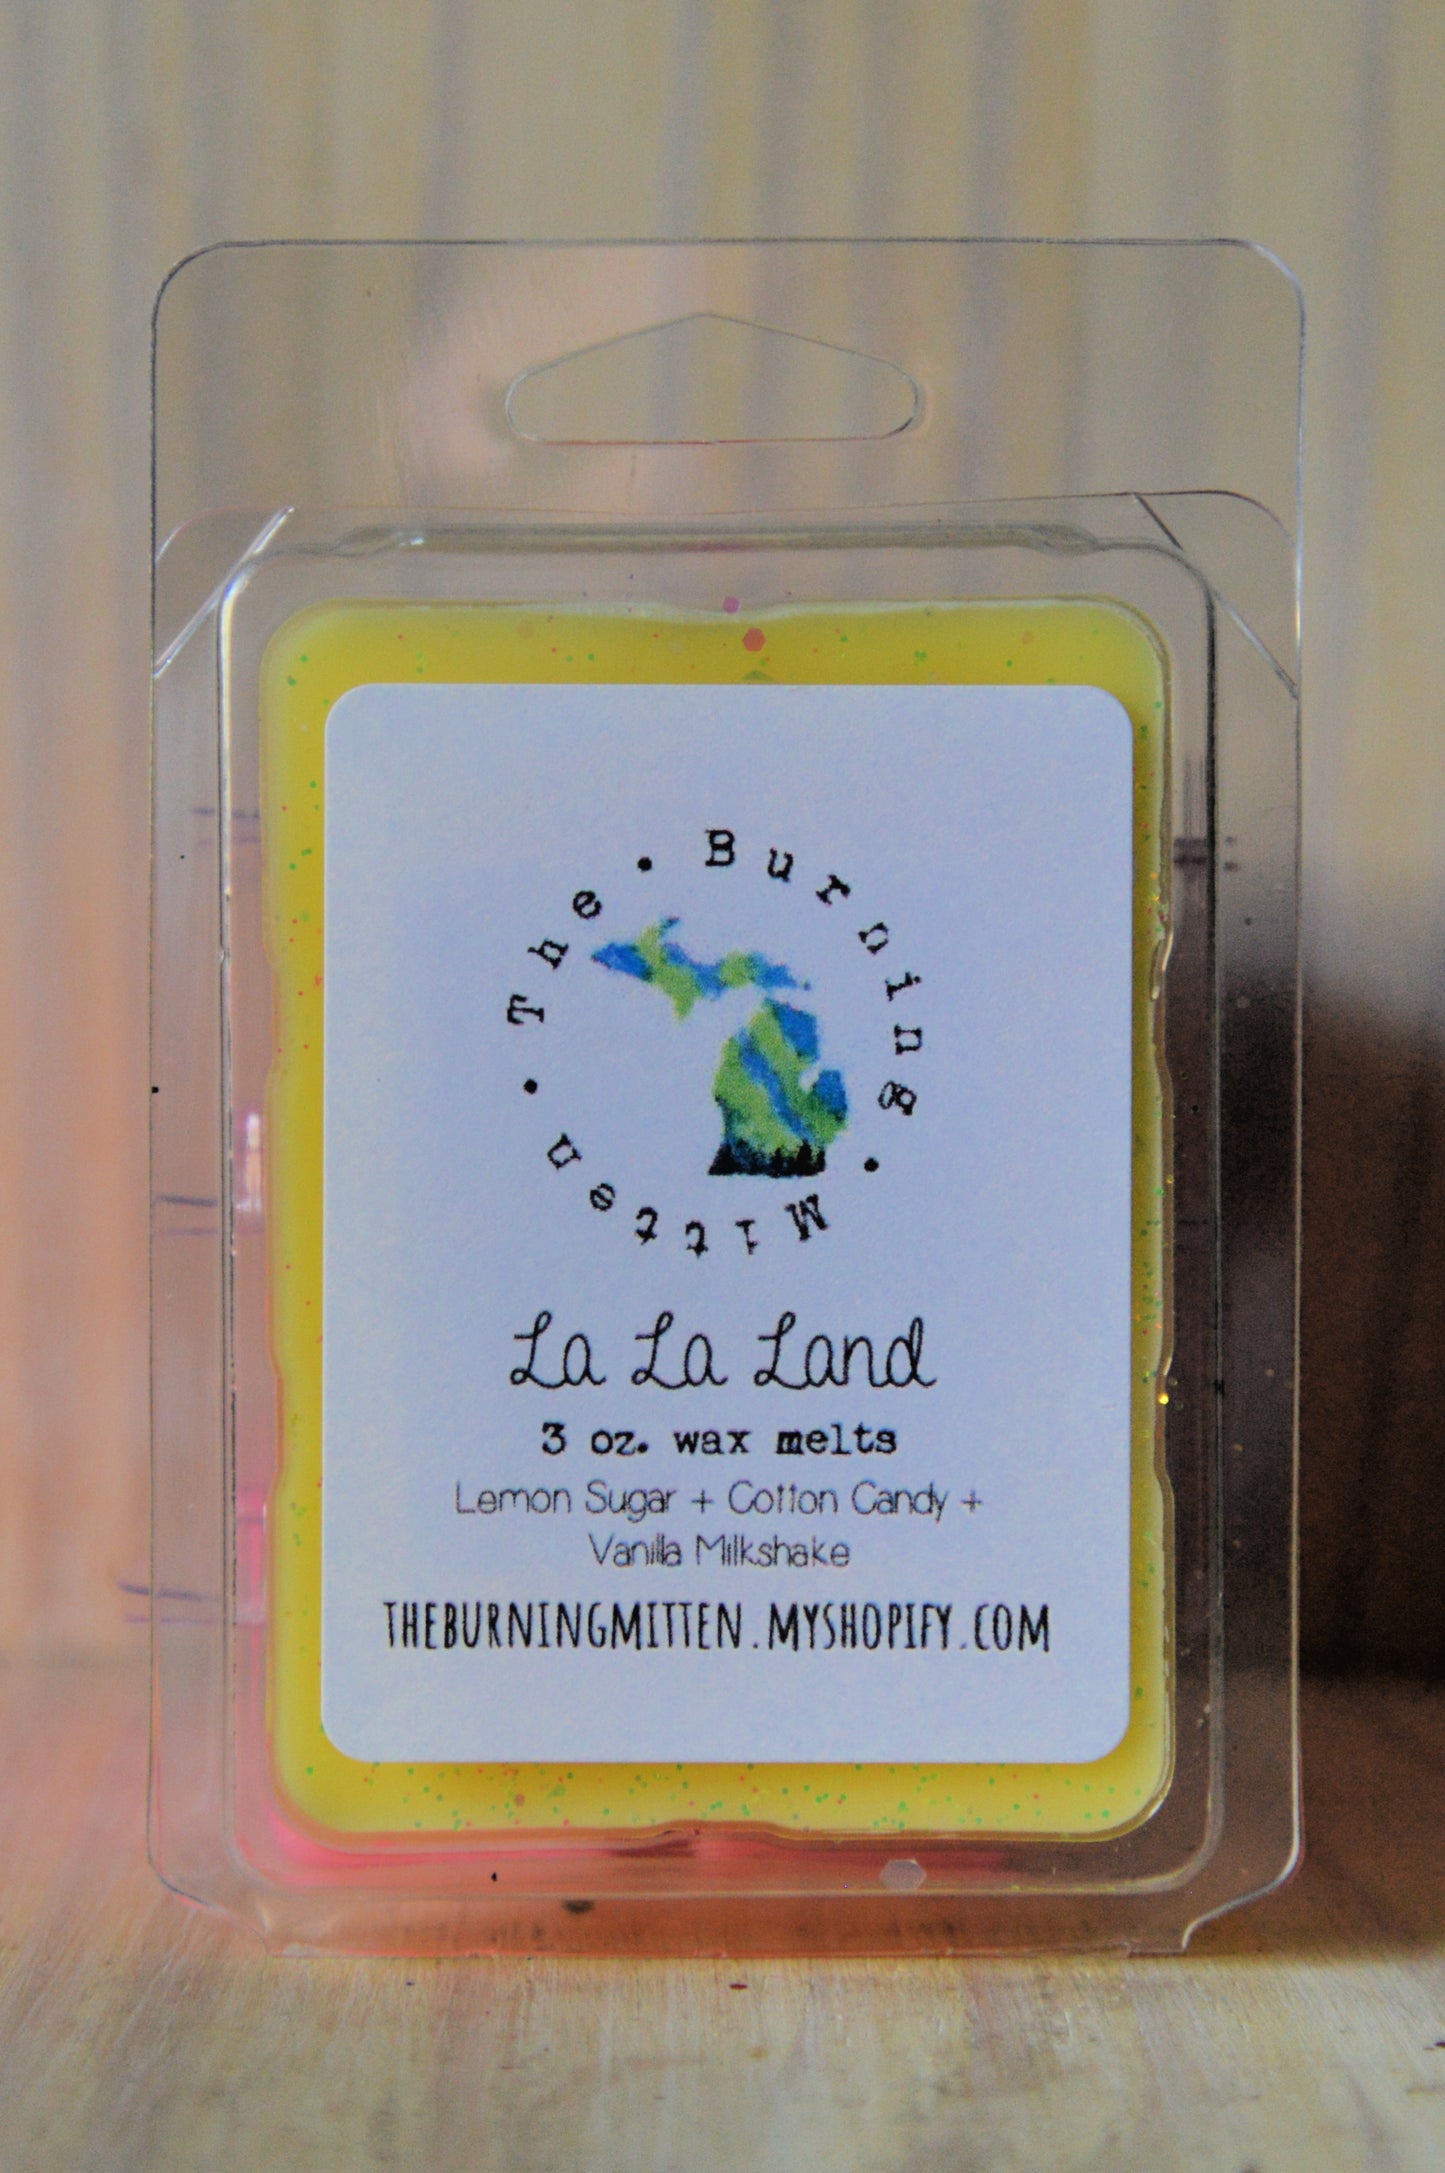 The • Burning • Mitten •
La La Land
3 oz. wax melts
Lemon Sugar + Cotton Candy +
Vanilla Milkshake
THEBURNINGMITTEN.MYSHOPIFY.COM